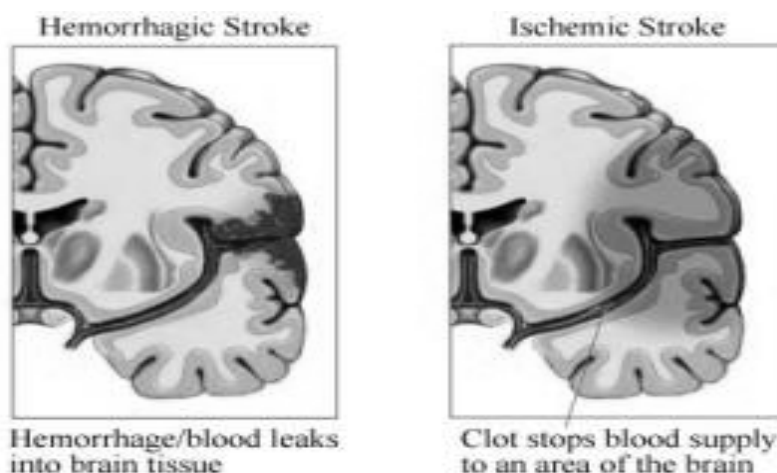 Hemorrhagic Stroke
Hemorrhage/blood leaks
into brain tissue
Ischemic Stroke
Clot stops blood supply
to an area of the brain